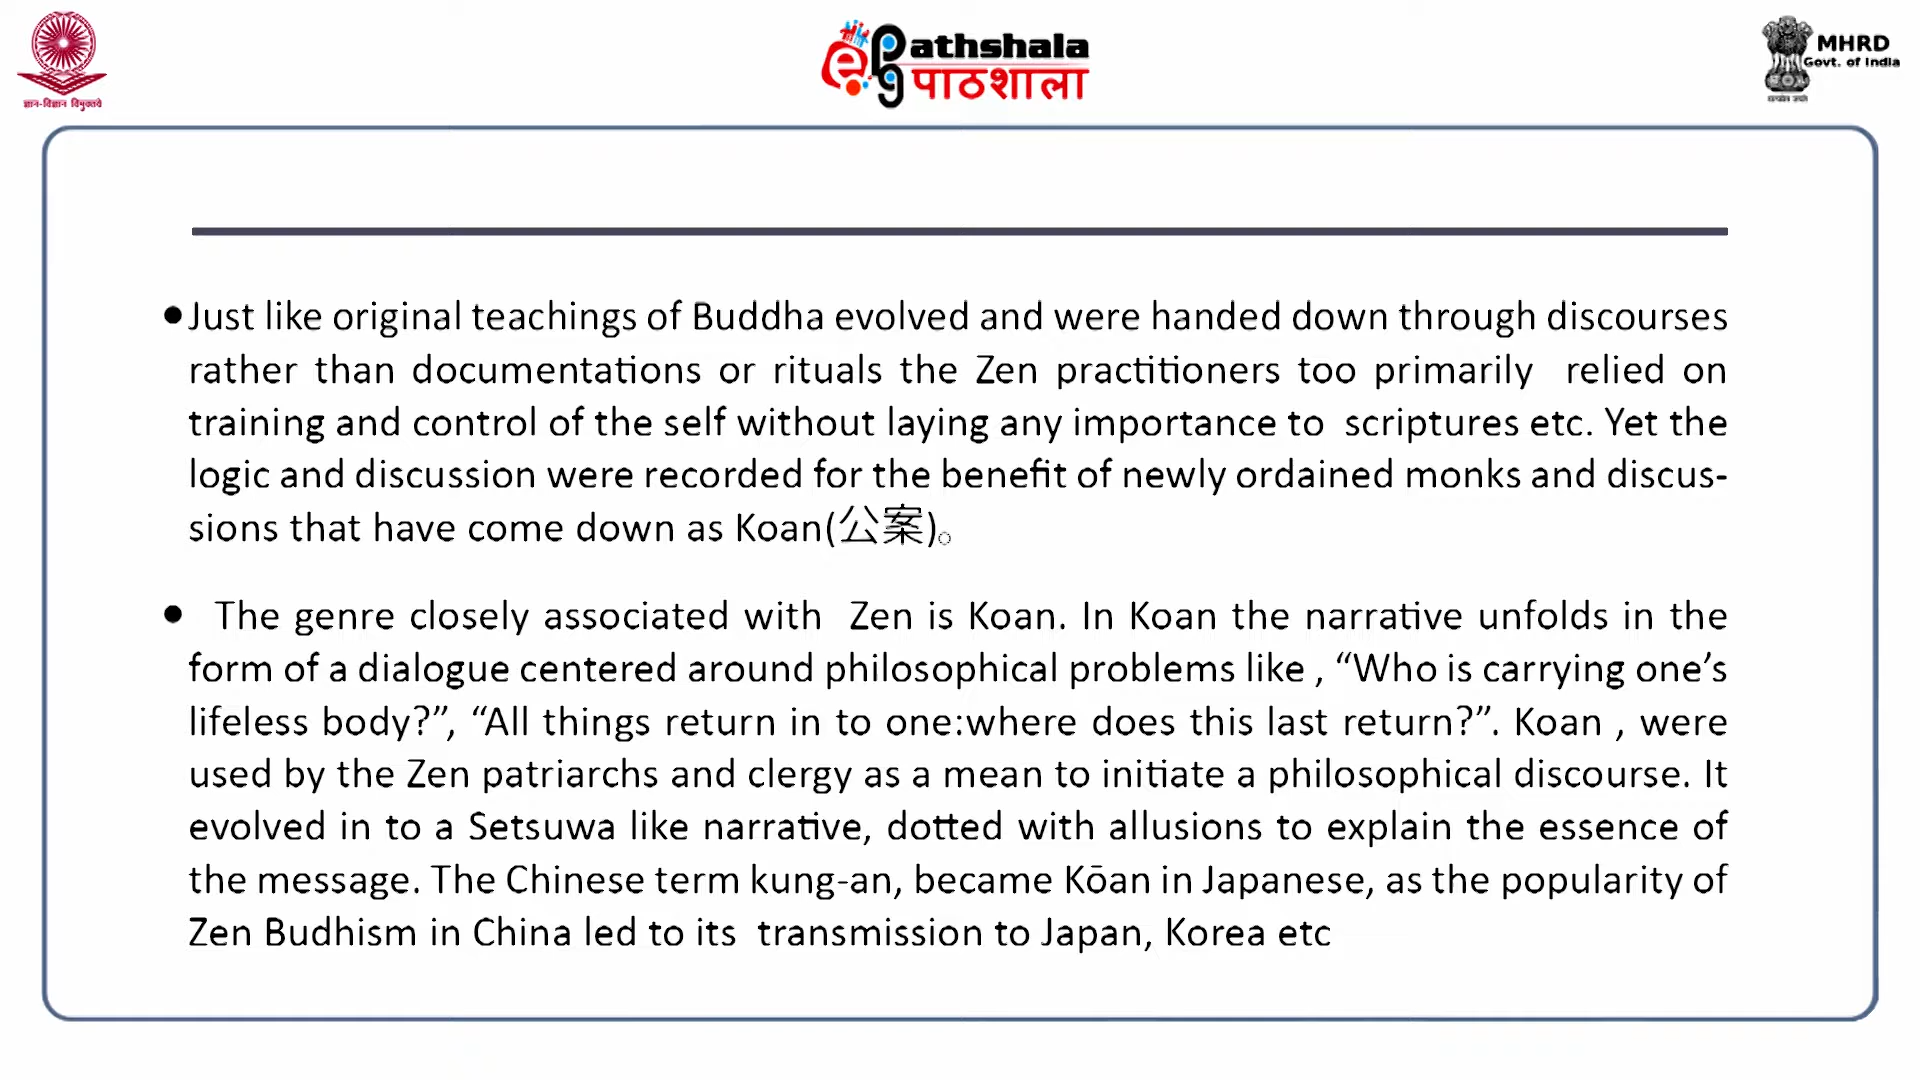 ज्ञान-विज्ञान विमुक्तये
ePathshala
पाठशाला
MHRD
Govt. of India
●Just like original teachings of Buddha evolved and were handed down through discourses
rather than documentations or rituals the Zen practitioners too primarily relied on
training and control of the self without laying any importance to scriptures etc. Yet the
logic and discussion were recorded for the benefit of newly ordained monks and discus-
sions that have come down as Koan(公案)。
● The genre closely associated with Zen is Koan. In Koan the narrative unfolds in the
form of a dialogue centered around philosophical problems like , “Who is carrying one’s
lifeless body?”, “All things return in to one:where does this last return?”. Koan , were
used by the Zen patriarchs and clergy as a mean to initiate a philosophical discourse. It
evolved in to a Setsuwa like narrative, dotted with allusions to explain the essence of
the message. The Chinese term kung-an, became Kōan in Japanese, as the popularity of
Zen Budhism in China led to its transmission to Japan, Korea etc